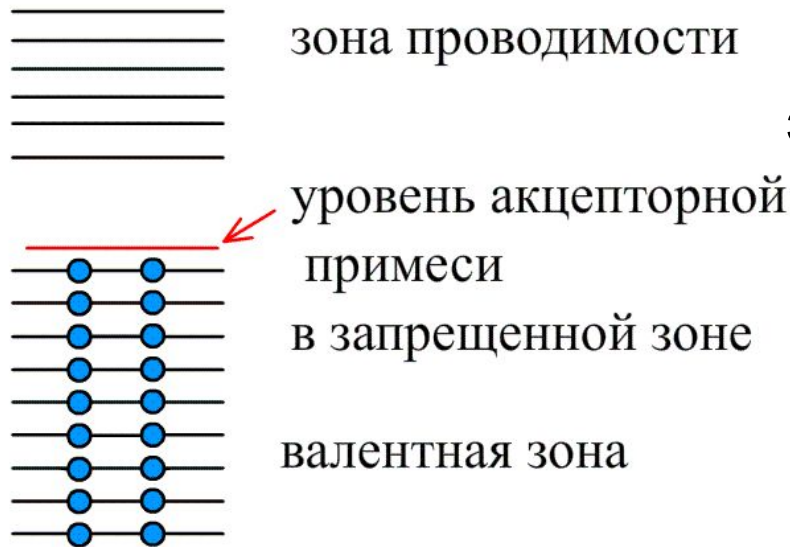 зона проводимости
уровень акцепторной
примеси
в запрещенной зоне
валентная зона